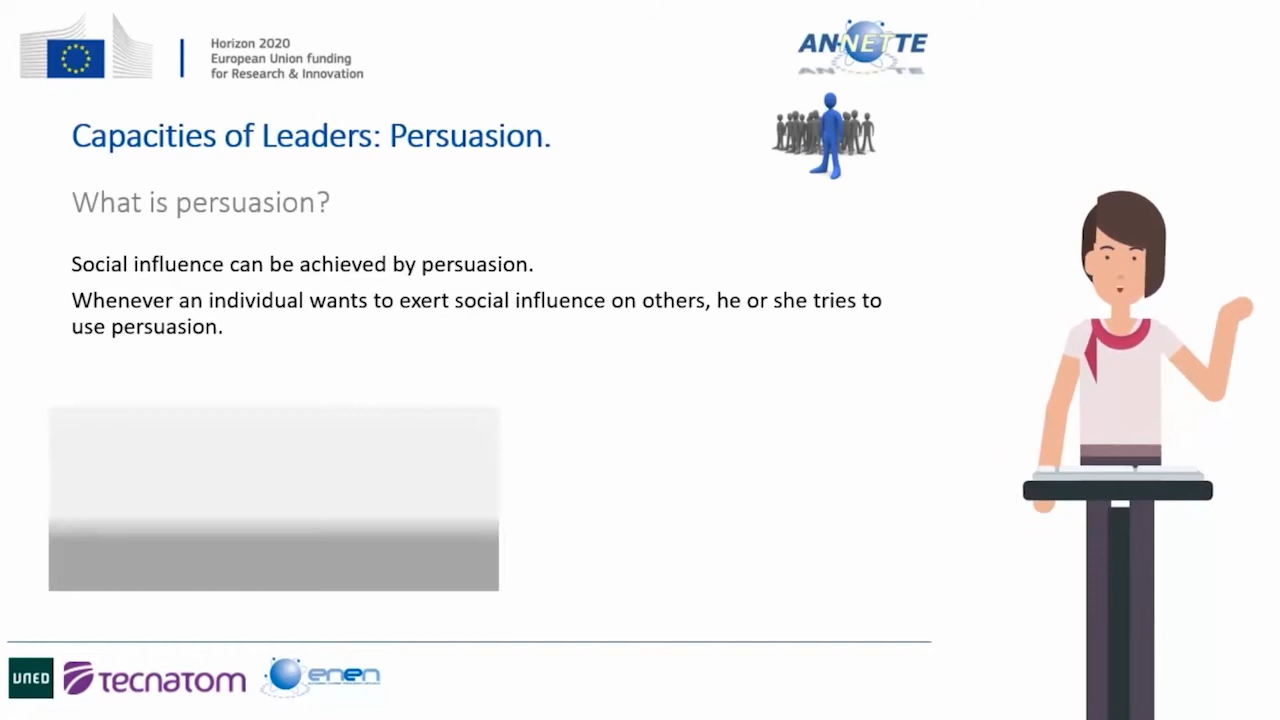 Horizon 2020
European Union funding
for Research & Innovation
ANNETTE
Capacities of Leaders: Persuasion.
What is persuasion?
Social influence can be achieved by persuasion.
Whenever an individual wants to exert social influence on others, he or she tries to
use persuasion.
UNED
tecnatom
enen